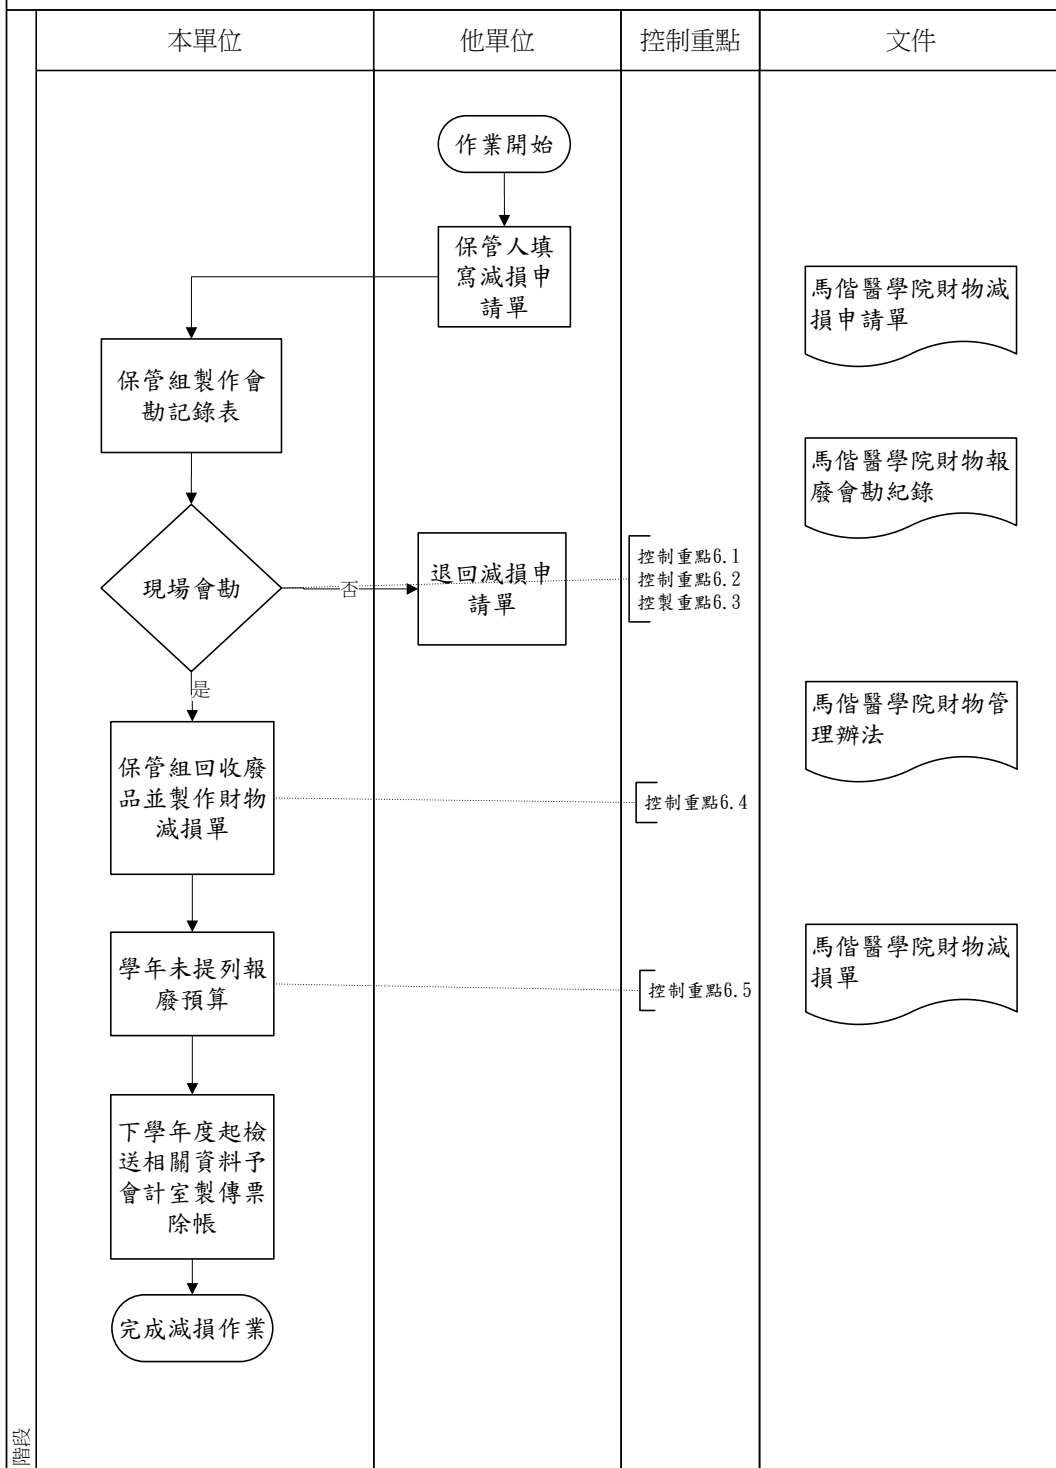 本單位
他單位
控制重點
文件
作業開始
保管人填
寫減損申
請單
馬偕醫學院財物減
損申請單
保管組製作會
勘記錄表
馬偕醫學院財物報
廢會勘紀錄
現場會勘
否
退回減損申
請單
控制重點6.1
控制重點6.2
控製重點6.3
是
馬偕醫學院財物管
理辦法
保管組回收廢
品並製作財物
減損單
控制重點6.4
學年未提列報
廢預算
控制重點6.5
馬偕醫學院財物減
損單
下學年度起檢
送相關資料予
會計室製傳票
除帳
完成減損作業
階段